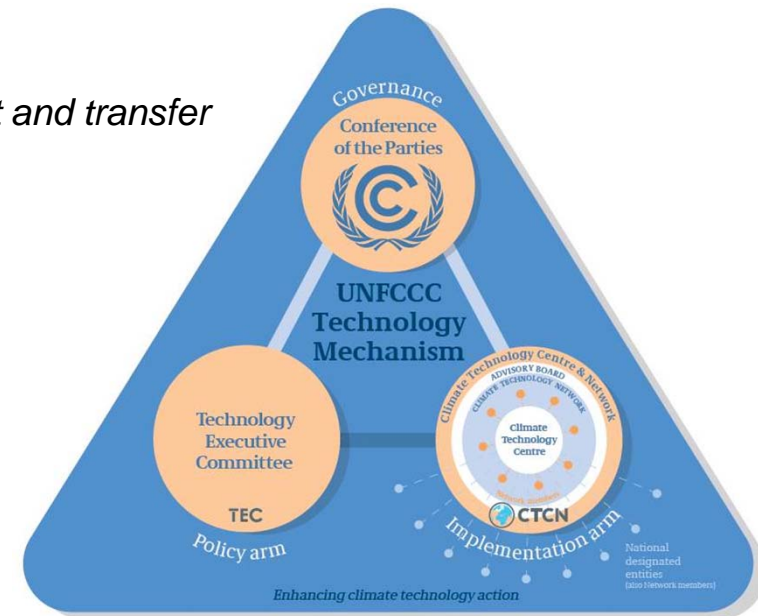 t and transfer
Governance
Conference
of the Parties
UNFCCC
Technology
Mechanism
Climate Technology Centre & Network
ADVISORY BOARD
CLIMATE TECHNOLOGY NETWORK
Climate
Technology
Centre
Network members
CTCN
Implementation arm
Technology
Executive
Committee
TEC
Policy arm
National
designated
entities
(also Network members)
Enhancing climate technology action